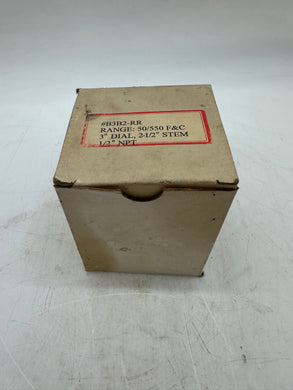 #B3B2-RR
RANGE: 50/550 F&C
3" DIAL, 2-1/2" STEM
1/2" NPT